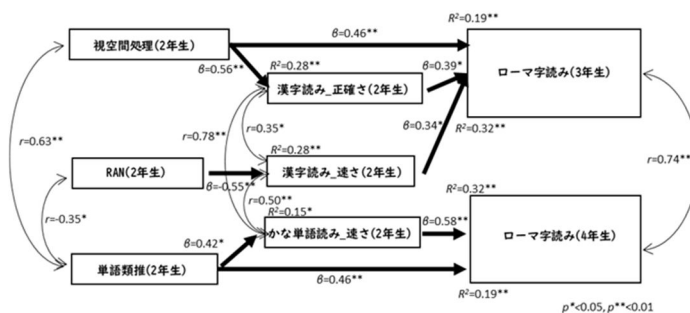 R²=0.19**
視空間処理(2年生)
β=0.46**
R²=0.28**
β=0.56**
漢字読み_正確さ(2年生)
β=0.39*
ローマ字読み(3年生)
r=0.63**
r=0.78**
r=0.35*
β=0.34*
R²=0.32**
R²=0.28**
RAN(2年生)
β=-0.55**
漢字読み_速さ(2年生)
r=0.74**
r=-0.35*
r=0.50**
R²=0.15*
R²=0.32**
かな単語読み_速さ(2年生)
β=0.58**
β=0.42*
ローマ字読み(4年生)
単語類推(2年生)
β=0.46**
R²=0.19**
p*<0.05, p**<0.01